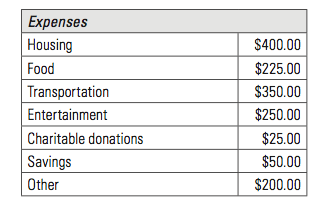 Expenses
Housing $400.00
Food $225.00
Transportation $350.00
Entertainment $250.00
Charitable donations $25.00
Savings $50.00
Other $200.00